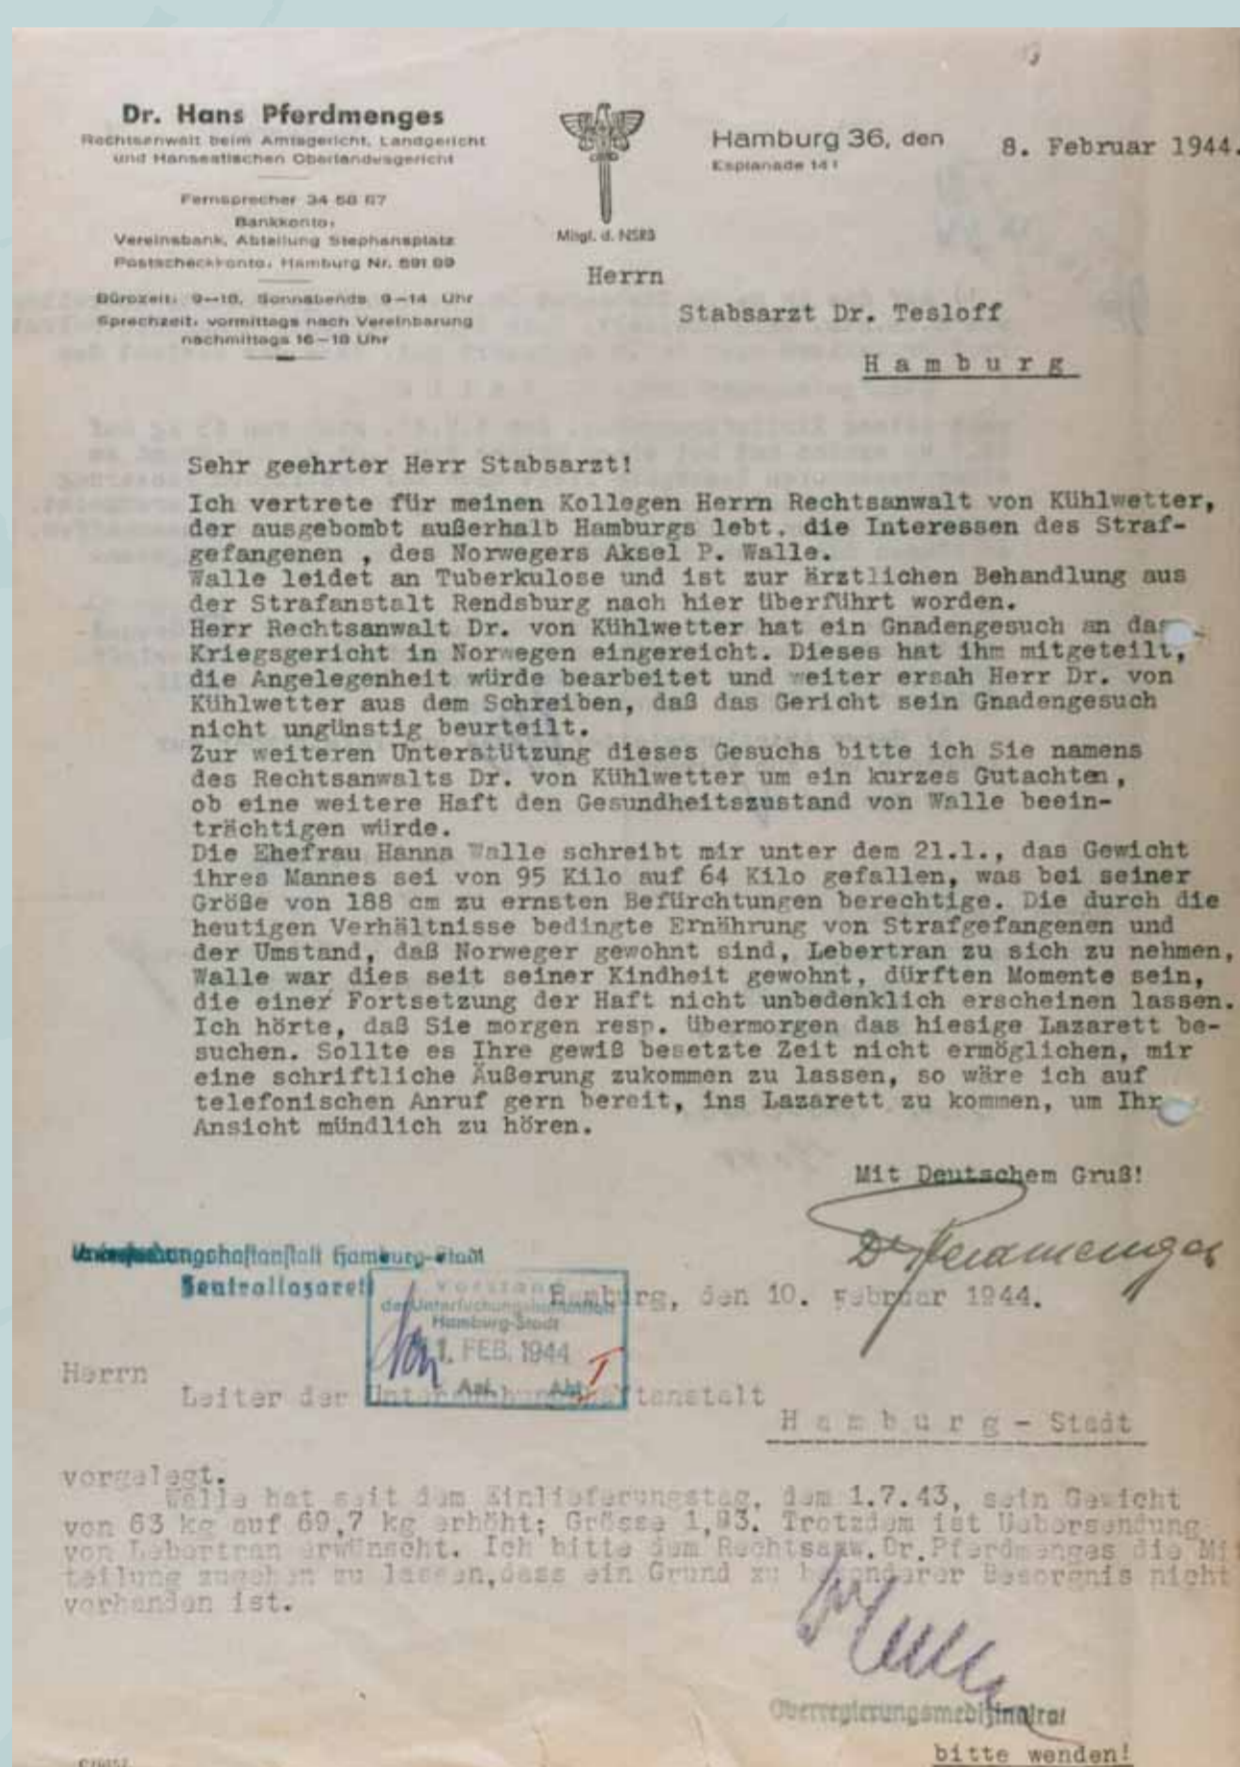 Dr. Hans Pferdmenges
Rechtsanwalt beim Amtsgericht, Landgericht
und Hanseatischen Oberlandesgericht
Fernsprecher 34 58 67
Bankkonto:
Vereinsbank, Abteilung Stephansplatz
Postscheckkonto: Hamburg Nr. 691 69
Bürozeit: 9—18, Sonnabends 9—14 Uhr
Sprechzeit: vormittags nach Vereinbarung
nachmittags 16—18 Uhr
Mitgl. d. NSRB
Hamburg 36, den 8. Februar 1944.
Esplanade 14 I
Herrn
Stabsarzt Dr. Tesloff
Hamburg
Sehr geehrter Herr Stabsarzt!
Ich vertrete für meinen Kollegen Herrn Rechtsanwalt von Kühlwetter,
der ausgebombt außerhalb Hamburgs lebt, die Interessen des Straf-
gefangenen , des Norwegers Aksel P. Walle.
Walle leidet an Tuberkulose und ist zur ärztlichen Behandlung aus
der Strafanstalt Rendsburg nach hier überführt worden.
Herr Rechtsanwalt Dr. von Kühlwetter hat ein Gnadengesuch an das
Kriegsgericht in Norwegen eingereicht. Dieses hat ihm mitgeteilt,
die Angelegenheit würde bearbeitet und weiter ersah Herr Dr. von
Kühlwetter aus dem Schreiben, daß das Gericht sein Gnadengesuch
nicht ungünstig beurteilt.
Zur weiteren Unterstützung dieses Gesuchs bitte ich Sie namens
des Rechtsanwalts Dr. von Kühlwetter um ein kurzes Gutachten,
ob eine weitere Haft den Gesundheitszustand von Walle beein-
trächtigen würde.
Die Ehefrau Hanna Walle schreibt mir unter dem 21.1., das Gewicht
ihres Mannes sei von 95 Kilo auf 64 Kilo gefallen, was bei seiner
Größe von 188 cm zu ernsten Befürchtungen berechtige. Die durch die
heutigen Verhältnisse bedingte Ernährung von Strafgefangenen und
der Umstand, daß Norweger gewohnt sind, Lebertran zu sich zu nehmen,
Walle war dies seit seiner Kindheit gewohnt, dürften Momente sein,
die einer Fortsetzung der Haft nicht unbedenklich erscheinen lassen.
Ich hörte, daß Sie morgen resp. übermorgen das hiesige Lazarett be-
suchen. Sollte es Ihre gewiß besetzte Zeit nicht ermöglichen, mir
eine schriftliche Äußerung zukommen zu lassen, so wäre ich auf
telefonischen Anruf gern bereit, ins Lazarett zu kommen, um Ihr
Ansicht mündlich zu hören.
Mit Deutschem Gruß!
Dr Pferdmenges
Untersuchungshaftanstalt Hamburg-Stadt
Zentrallazarett
Vorstand
der Untersuchungshaftanstalt
Hamburg-Stadt
11. FEB. 1944
Anl. Abt. I
Hamburg, den 10. Februar 1944.
Herrn
Leiter der Untersuchungshaftanstalt
Hamburg - Stadt
vorgelegt.
Walle hat seit dem Einlieferungstag, dem 1.7.43, sein Gewicht
von 63 kg auf 69,7 kg erhöht; Grösse 1,83. Trotzdem ist Uebersendung
von Lebertran erwünscht. Ich bitte dem Rechtsanw.Dr.Pferdmenges die Mit
teilung zugehen zu lassen,dass ein Grund zu besonderer Besorgnis nicht
vorhanden ist.
Oberregierungsmedizinalrat
bitte wenden!